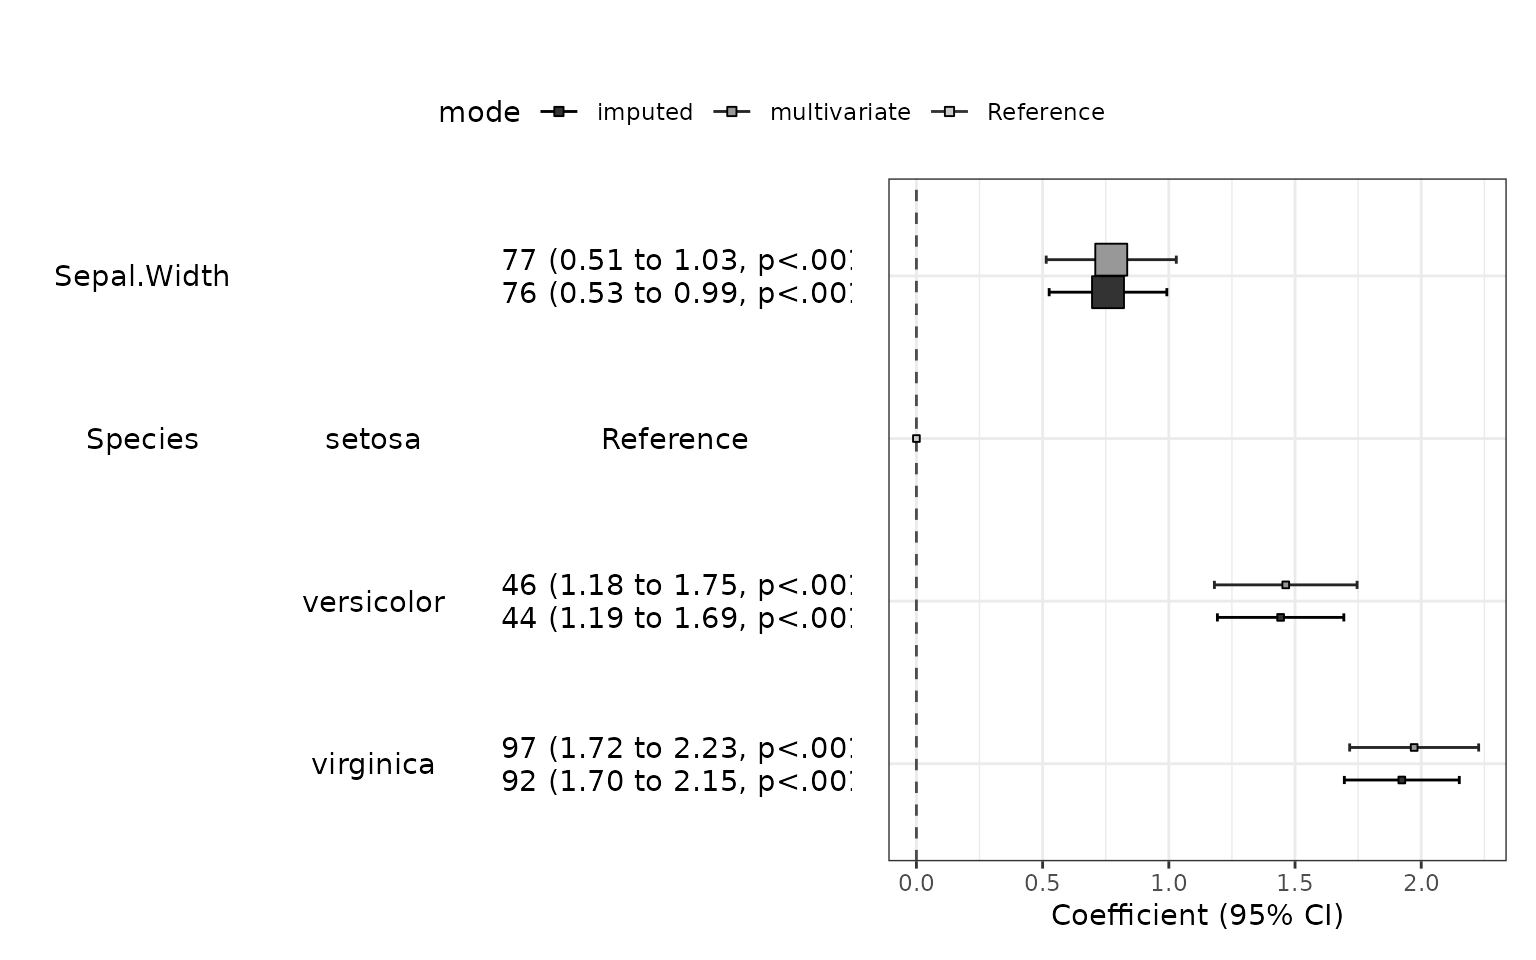 mode imputed multivariate Reference
Sepal.Width
77 (0.51 to 1.03, p<.00
76 (0.53 to 0.99, p<.00
Species setosa Reference
versicolor
46 (1.18 to 1.75, p<.00
44 (1.19 to 1.69, p<.00
virginica
97 (1.72 to 2.23, p<.00
92 (1.70 to 2.15, p<.00
0.0 0.5 1.0 1.5 2.0
Coefficient (95% CI)